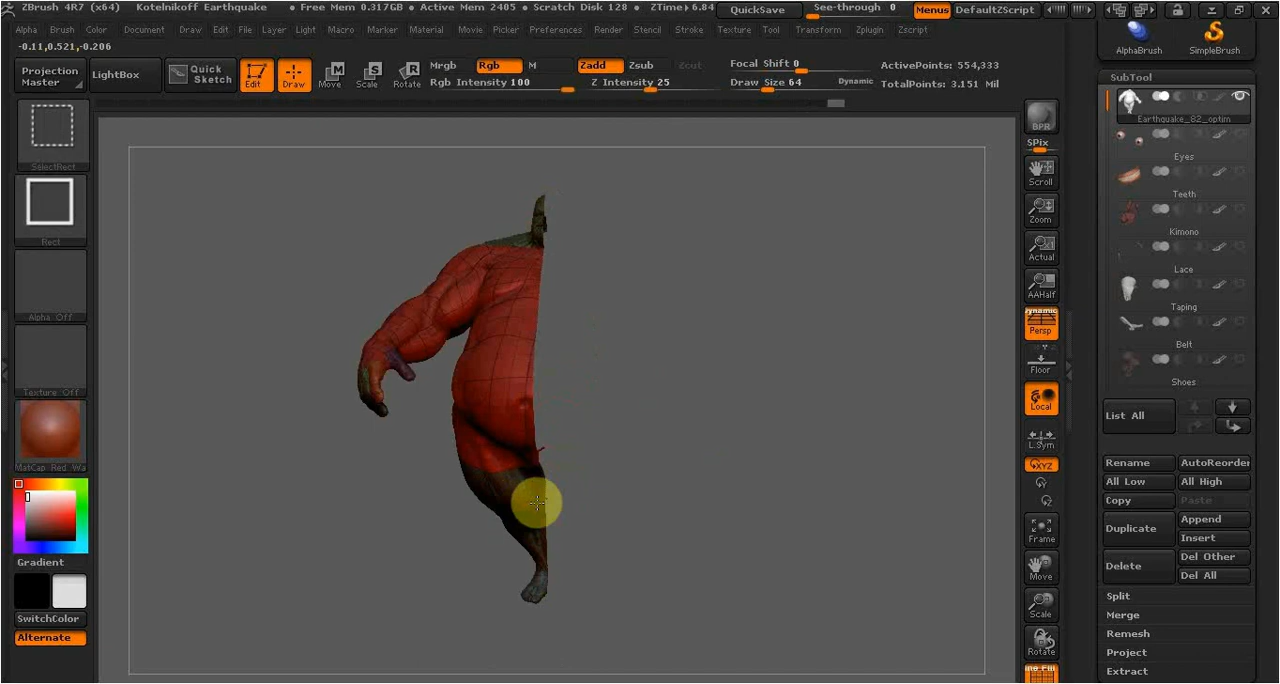 ZBrush 4R7 (x64) Kotelnikoff Earthquake • Free Mem 0.317GB • Active Mem 2405 • Scratch Disk 128 • ZTime▸6.84 QuickSave See-through 0 Menus DefaultZScript
Alpha Brush Color Document Draw Edit File Layer Light Macro Marker Material Movie Picker Preferences Render Stencil Stroke Texture Tool Transform Zplugin Zscript
-0.11,0.521,-0.206
AlphaBrush SimpleBrush
Projection Master
LightBox
Quick Sketch
Edit Draw Move Scale Rotate
Mrgb Rgb M
Rgb Intensity 100
Zadd Zsub Zcut
Z Intensity 25
Focal Shift 0
Draw Size 64 Dynamic
ActivePoints: 554,333
TotalPoints: 3.151 Mil
SelectRect
Rect
Alpha Off
Texture Off
MatCap Red Wa
Gradient
SwitchColor
Alternate
BPR
SPix
Scroll
Zoom
Actual
AAHalf
Dynamic
Persp
Floor
Local
L.Sym
XYZ
Frame
Move
Scale
Rotate
Line Fill
SubTool
Earthquake_82_optim
Eyes
Teeth
Kimono
Lace
Taping
Belt
Shoes
List All
Rename AutoReorder
All Low All High
Copy Paste
Duplicate Append
Insert
Delete Del Other
Del All
Split
Merge
Remesh
Project
Extract